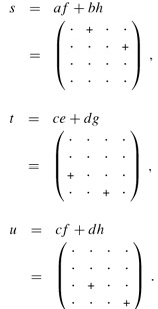 s = af + bh
= ( · + · ·
· · · +
· · · ·
· · · · ) ,
t = ce + dg
= ( · · · ·
· · · ·
+ · · ·
· · + · ) ,
u = cf + dh
= ( · · · ·
· · · ·
· + · ·
· · · + ) .